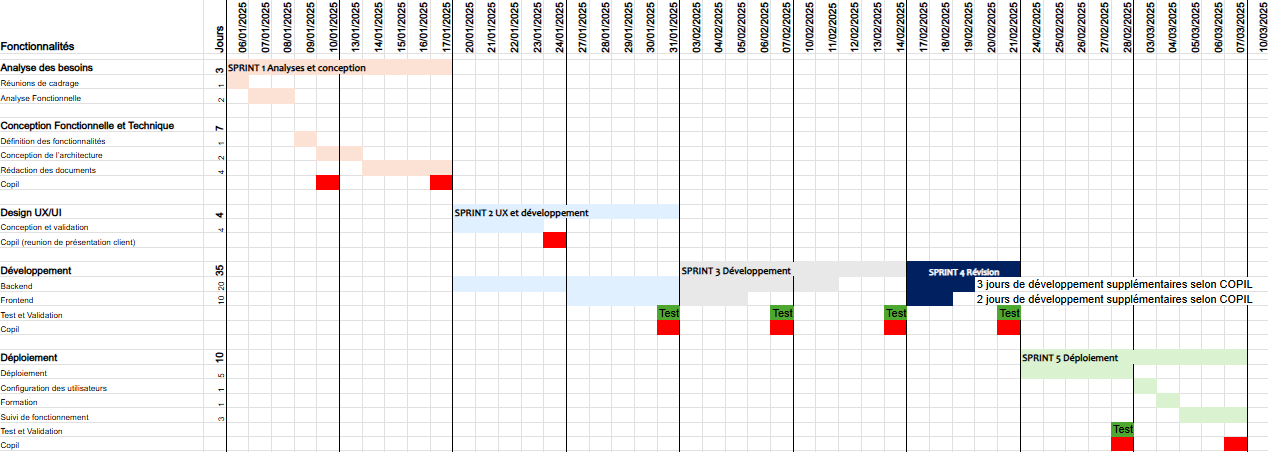 Fonctionnalités Jours 06/01/2025 07/01/2025 08/01/2025 09/01/2025 10/01/2025 13/01/2025 14/01/2025 15/01/2025 16/01/2025 17/01/2025 20/01/2025 21/01/2025 22/01/2025 23/01/2025 24/01/2025 27/01/2025 28/01/2025 29/01/2025 30/01/2025 31/01/2025 03/02/2025 04/02/2025 05/02/2025 06/02/2025 07/02/2025 10/02/2025 11/02/2025 12/02/2025 13/02/2025 14/02/2025 17/02/2025 18/02/2025 19/02/2025 20/02/2025 21/02/2025 24/02/2025 25/02/2025 26/02/2025 27/02/2025 28/02/2025 03/03/2025 04/03/2025 05/03/2025 06/03/2025 07/03/2025 10/03/2025
Analyse des besoins 3 SPRINT 1 Analyses et conception
Réunions de cadrage 1
Analyse Fonctionnelle 2
Conception Fonctionnelle et Technique 7
Définition des fonctionnalités 1
Conception de l'architecture 2
Rédaction des documents 4
Copil
Design UX/UI 4 SPRINT 2 UX et développement
Conception et validation 4
Copil (reunion de présentation client)
Développement 35 SPRINT 3 Développement SPRINT 4 Révision
Backend 20 3 jours de développement supplémentaires selon COPIL
Frontend 10 2 jours de développement supplémentaires selon COPIL
Test et Validation Test Test Test Test
Copil
Déploiement 10 SPRINT 5 Déploiement
Déploiement 5
Configuration des utilisateurs 1
Formation 1
Suivi de fonctionnement 3
Test et Validation Test
Copil